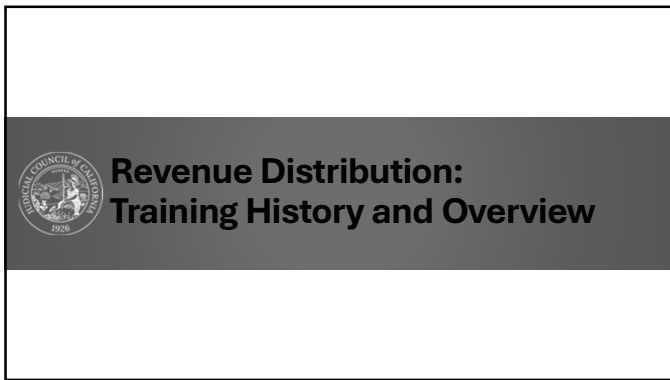 JUDICIAL COUNCIL of CALIFORNIA
1926
Revenue Distribution:
Training History and Overview